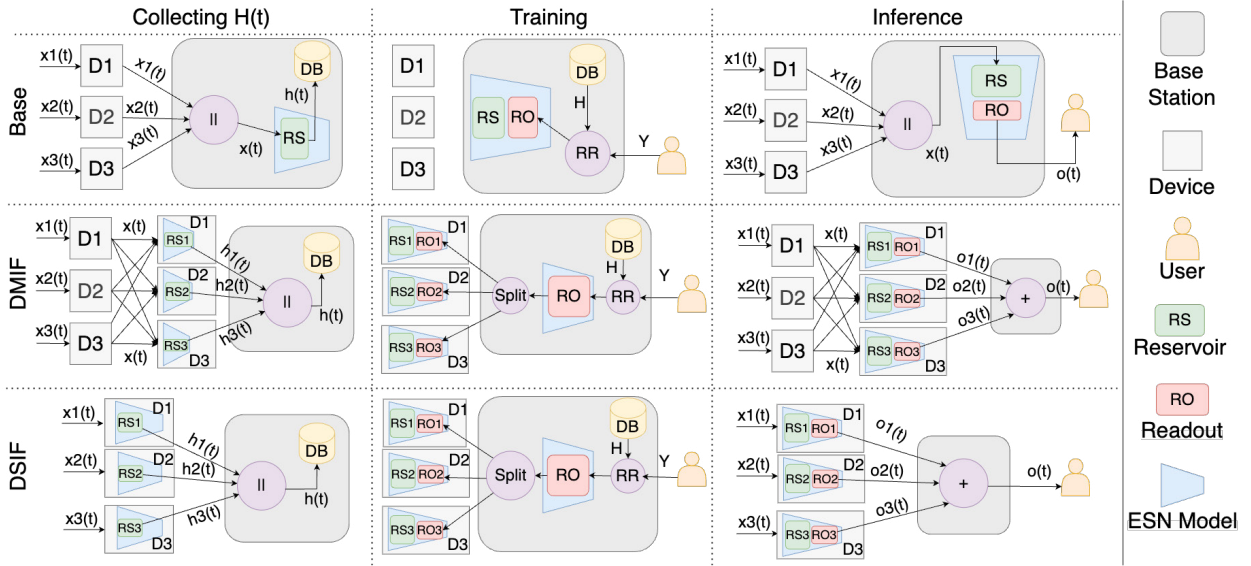 Collecting H(t)
Training
Inference
Base
x1(t)
D1
x1(t)
x2(t)
D2
x2(t)
x3(t)
D3
x3(t)
||
x(t)
RS
h(t)
DB
D1
D2
D3
RS
RO
DB
H
RR
Y
x1(t)
D1
x1(t)
x2(t)
D2
x2(t)
x3(t)
D3
x3(t)
||
x(t)
RS
RO
o(t)
DMIF
x1(t)
D1
x(t)
RS1
D1
h1(t)
x2(t)
D2
RS2
D2
h2(t)
x3(t)
D3
x(t)
RS3
D3
h3(t)
||
h(t)
DB
RS1
RO1
D1
RS2
RO2
D2
RS3
RO3
D3
Split
RO
DB
H
RR
Y
x1(t)
D1
x(t)
RS1
RO1
D1
o1(t)
x2(t)
D2
RS2
RO2
D2
o2(t)
x3(t)
D3
x(t)
RS3
RO3
D3
o3(t)
+
o(t)
DSIF
x1(t)
RS1
D1
h1(t)
x2(t)
RS2
D2
h2(t)
x3(t)
RS3
D3
h3(t)
||
h(t)
DB
RS1
RO1
D1
RS2
RO2
D2
RS3
RO3
D3
Split
RO
DB
H
RR
Y
x1(t)
RS1
RO1
D1
o1(t)
x2(t)
RS2
RO2
D2
o2(t)
x3(t)
RS3
RO3
D3
o3(t)
+
o(t)
Base
Station
Device
User
RS
Reservoir
RO
Readout
ESN Model